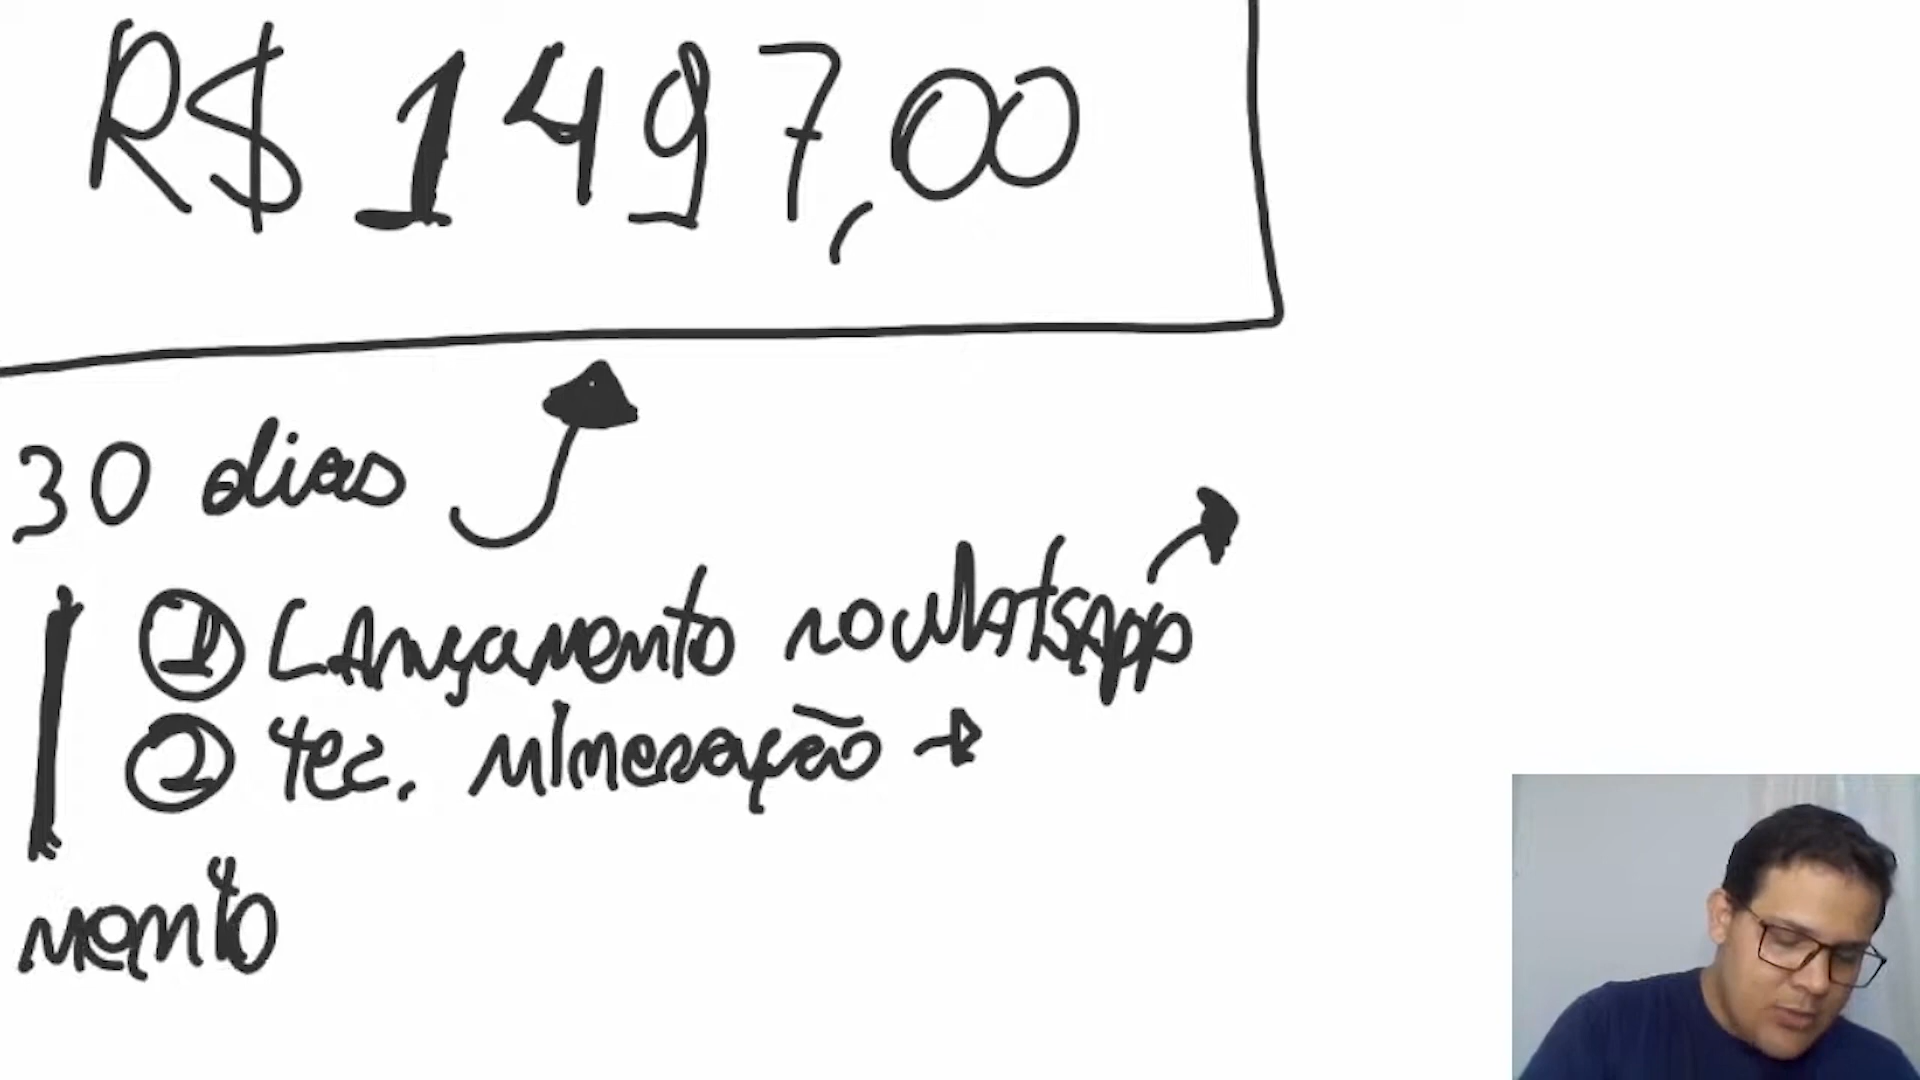 R$ 1497,00
30 dias
1 Lançamento no WhatsApp
2 Tec. mineração
mento